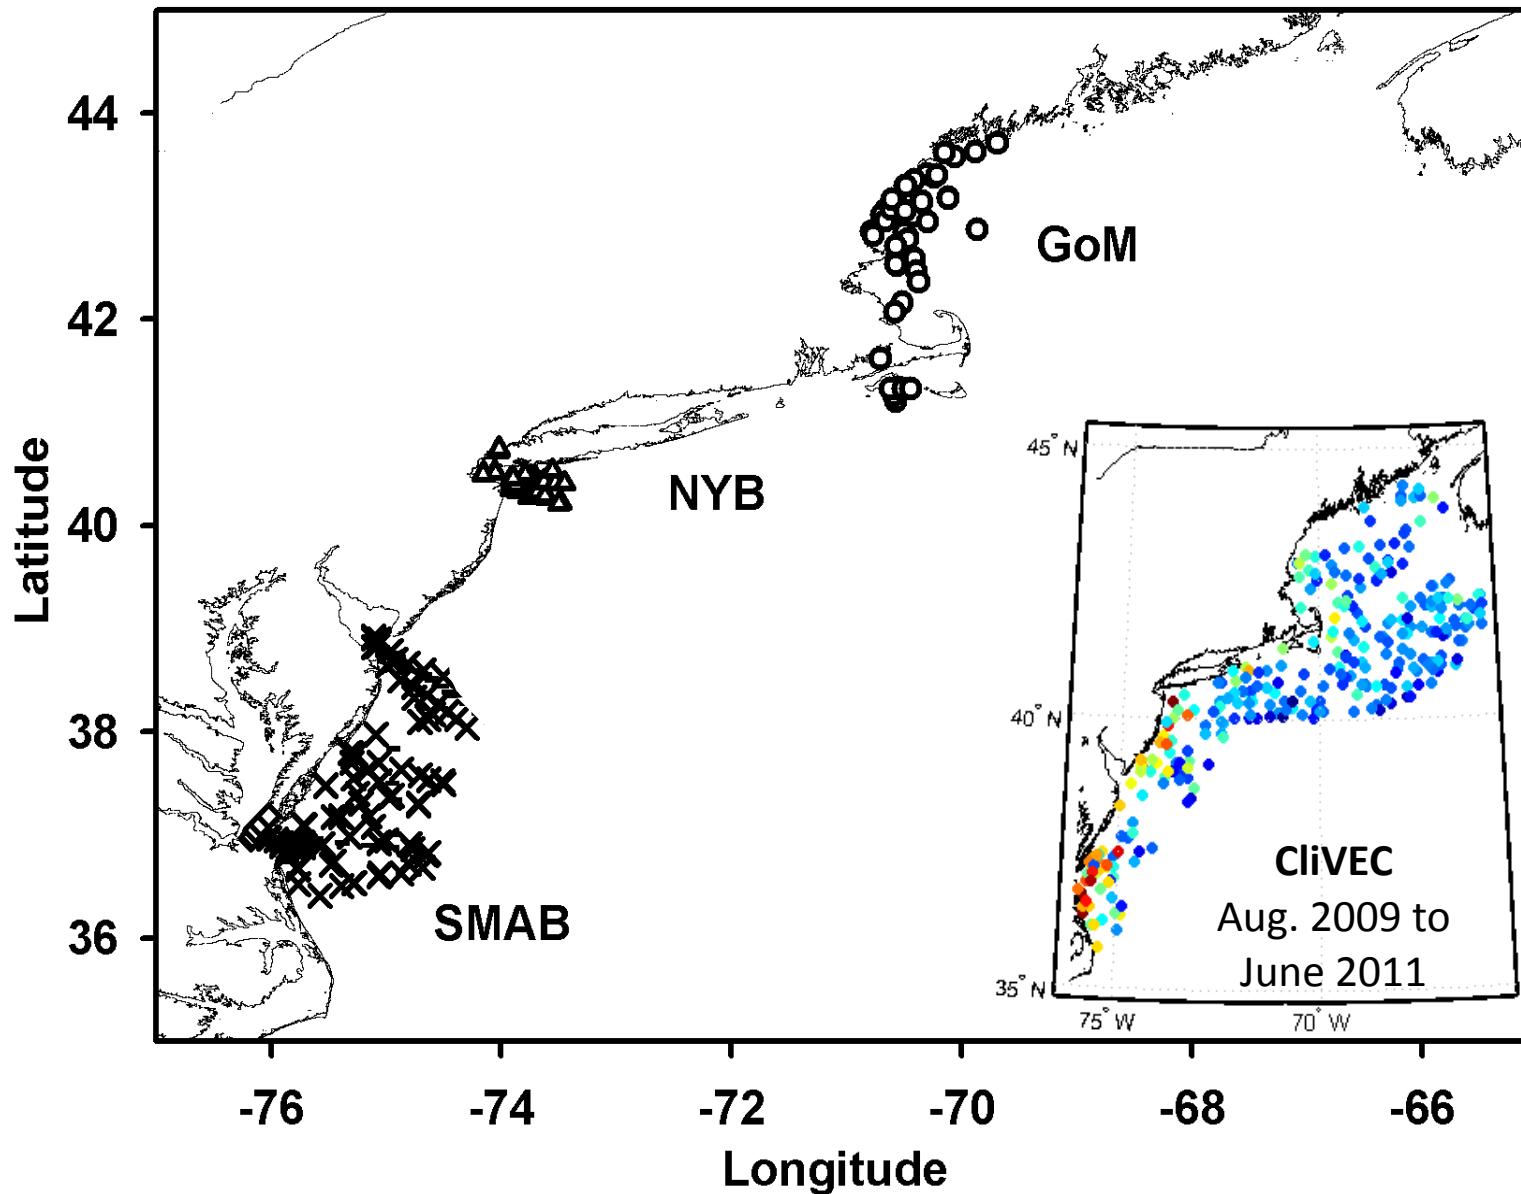 44
42
40
38
36
Latitude
GoM
NYB
SMAB
45° N
40° N
35° N
75° W
70° W
CliVEC
Aug. 2009 to
June 2011
-76
-74
-72
-70
-68
-66
Longitude